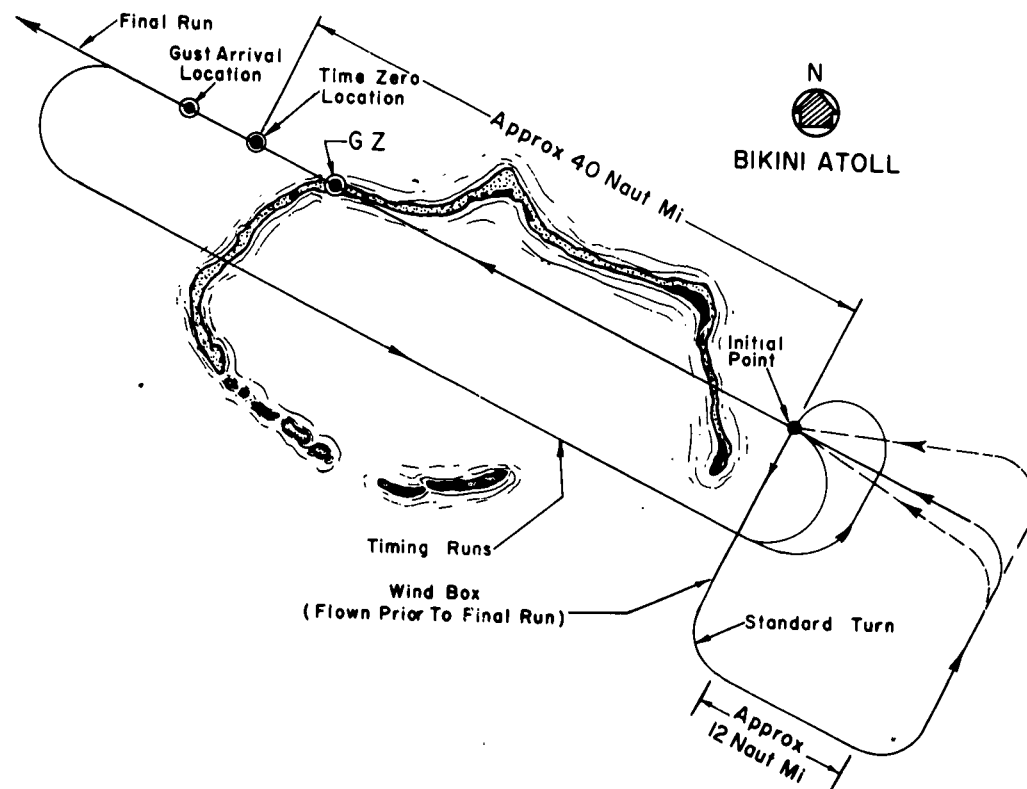 Final Run
Gust Arrival
Location
Time Zero
Location
G Z
Approx 40 Naut Mi
N
BIKINI ATOLL
Initial
Point
Timing Runs
Wind Box
(Flown Prior To Final Run)
Standard Turn
Approx
12 Naut Mi